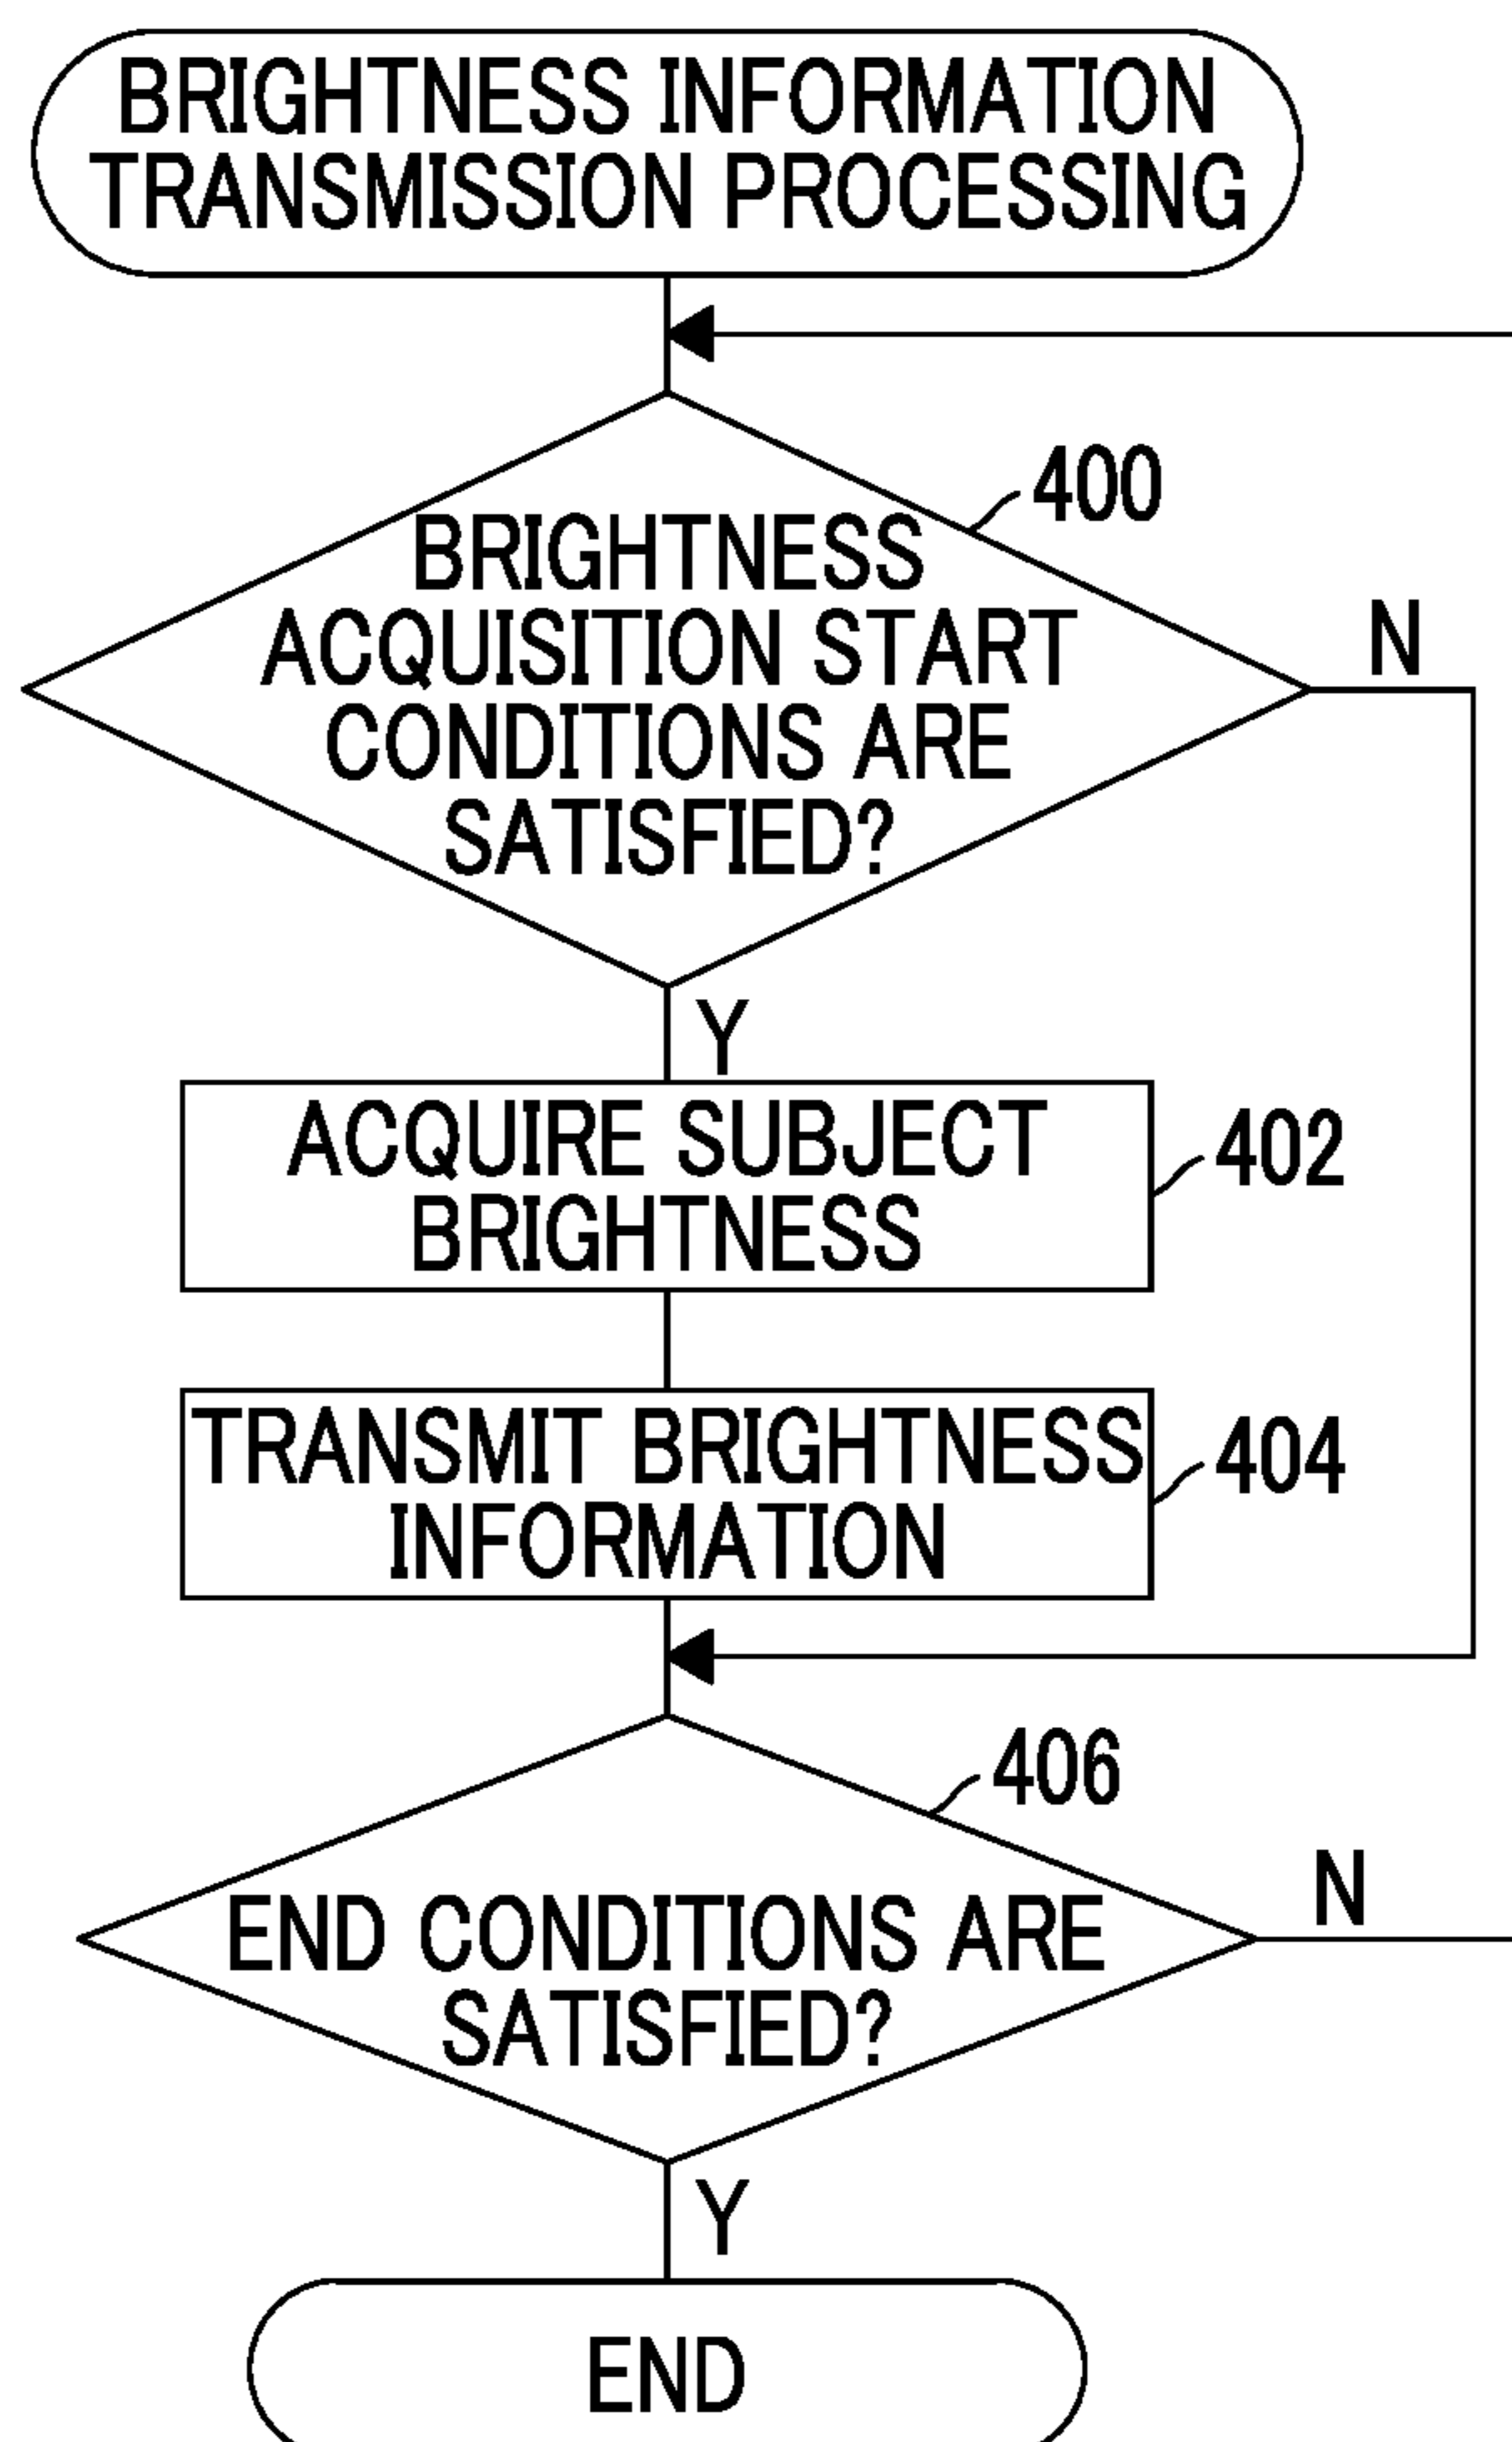 BRIGHTNESS INFORMATION
TRANSMISSION PROCESSING
400
BRIGHTNESS
ACQUISITION START
CONDITIONS ARE
SATISFIED?
N
Y
ACQUIRE SUBJECT
BRIGHTNESS
402
TRANSMIT BRIGHTNESS
INFORMATION
404
406
END CONDITIONS ARE
SATISFIED?
N
Y
END